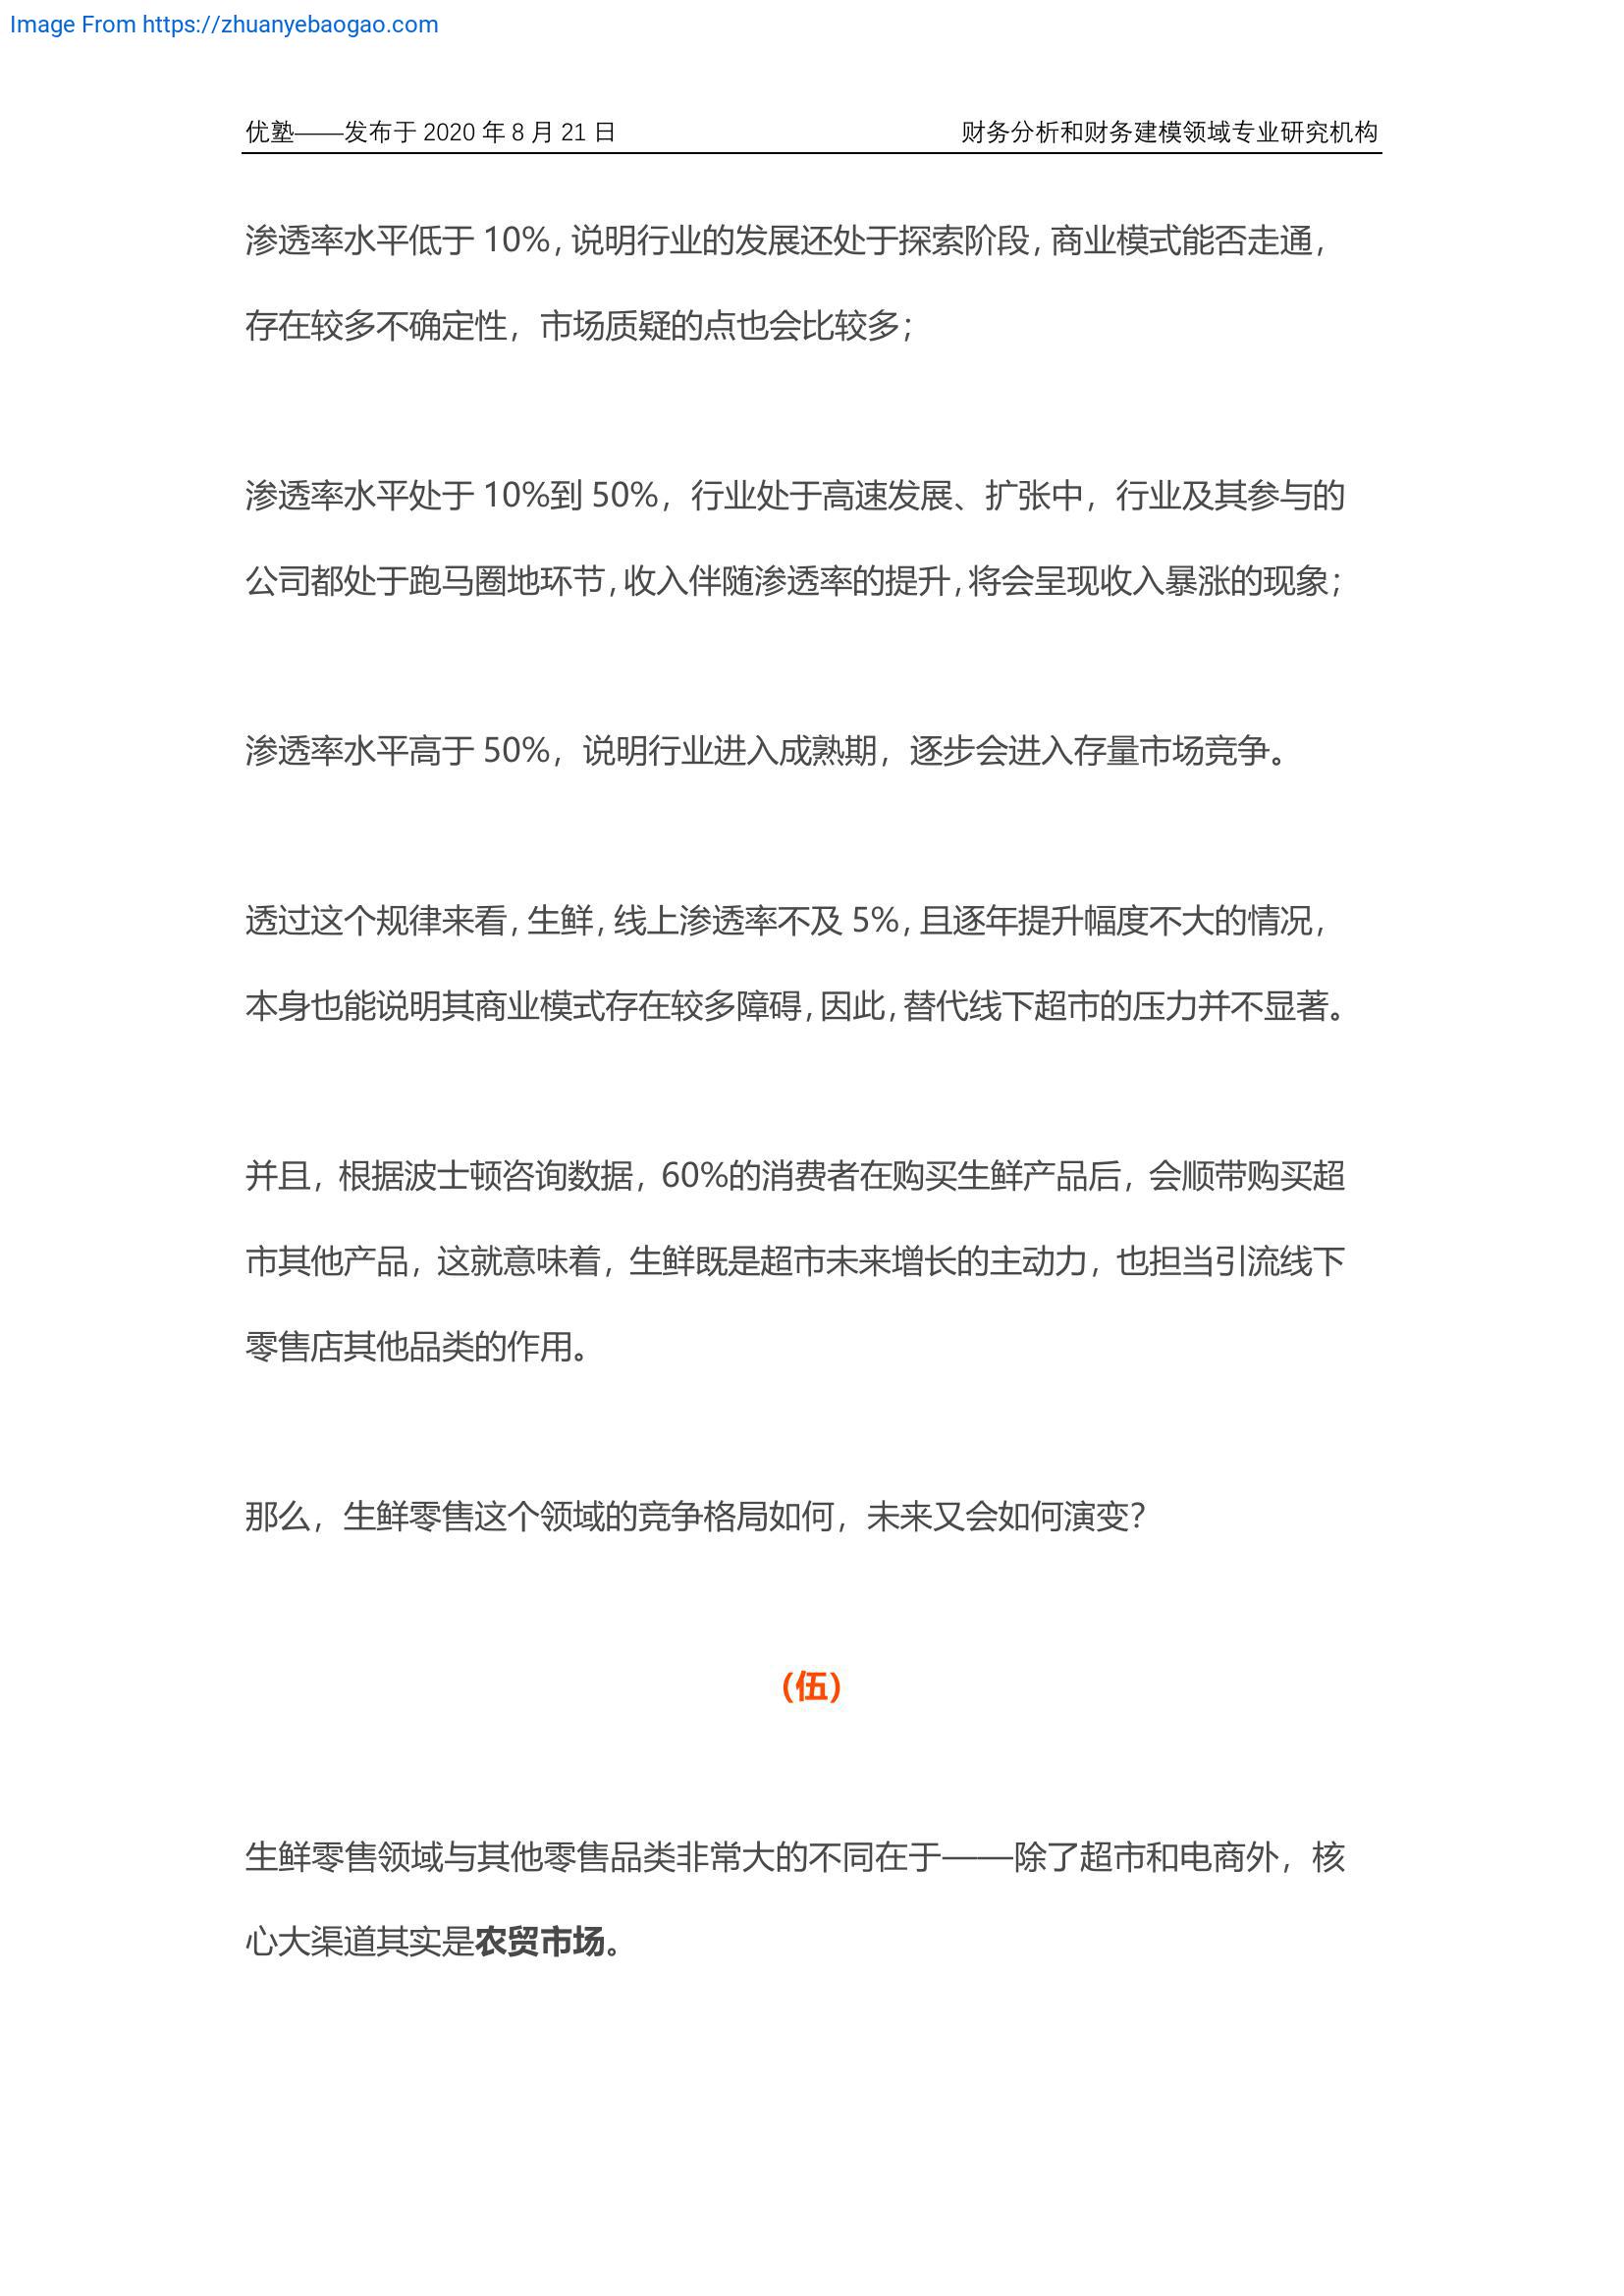 Image From https://zhuanyebaogao.com
优塾——发布于 2020 年 8 月 21 日 财务分析和财务建模领域专业研究机构
渗透率水平低于 10%，说明行业的发展还处于探索阶段，商业模式能否走通，
存在较多不确定性，市场质疑的点也会比较多；
渗透率水平处于 10%到 50%，行业处于高速发展、扩张中，行业及其参与的
公司都处于跑马圈地环节，收入伴随渗透率的提升，将会呈现收入暴涨的现象；
渗透率水平高于 50%，说明行业进入成熟期，逐步会进入存量市场竞争。
透过这个规律来看，生鲜，线上渗透率不及 5%，且逐年提升幅度不大的情况，
本身也能说明其商业模式存在较多障碍，因此，替代线下超市的压力并不显著。
并且，根据波士顿咨询数据，60%的消费者在购买生鲜产品后，会顺带购买超
市其他产品，这就意味着，生鲜既是超市未来增长的主动力，也担当引流线下
零售店其他品类的作用。
那么，生鲜零售这个领域的竞争格局如何，未来又会如何演变？
（伍）
生鲜零售领域与其他零售品类非常大的不同在于——除了超市和电商外，核
心大渠道其实是农贸市场。